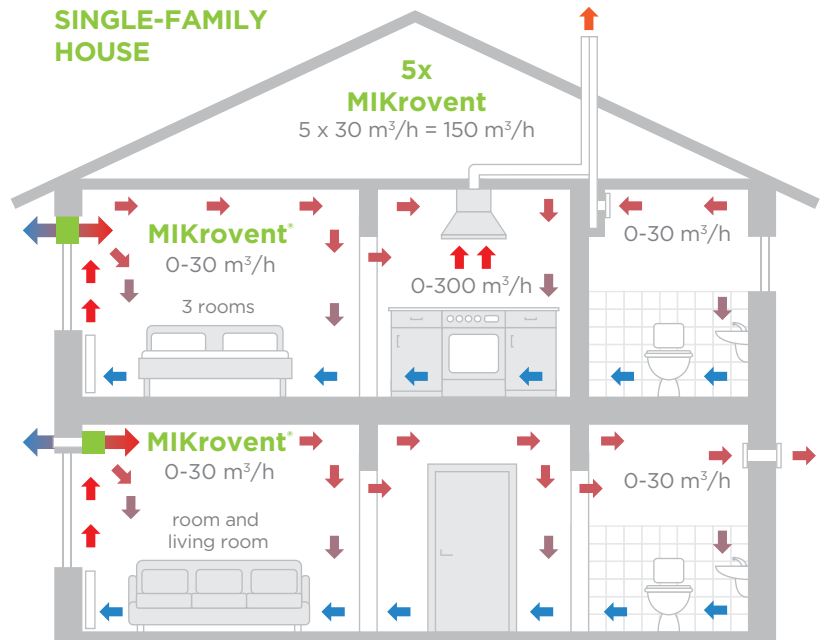 SINGLE-FAMILY
HOUSE
5x
MIKrovent
5 x 30 m³/h = 150 m³/h
MIKrovent®
0-30 m³/h
3 rooms
0-300 m³/h
0-30 m³/h
MIKrovent®
0-30 m³/h
room and
living room
0-30 m³/h